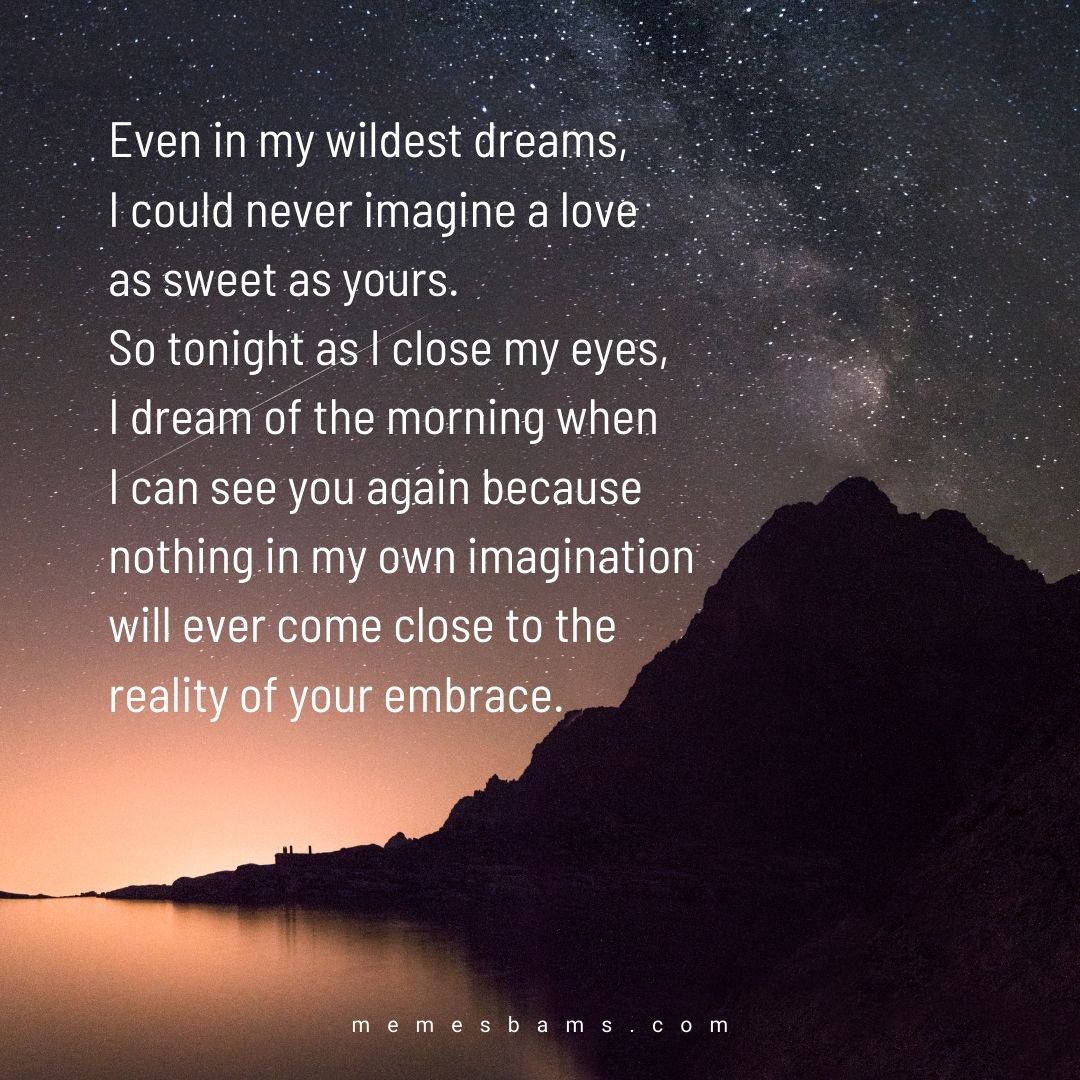 Even in my wildest dreams,
I could never imagine a love
as sweet as yours.
So tonight as I close my eyes,
I dream of the morning when
I can see you again because
nothing in my own imagination
will ever come close to the
reality of your embrace.
memesbams.com